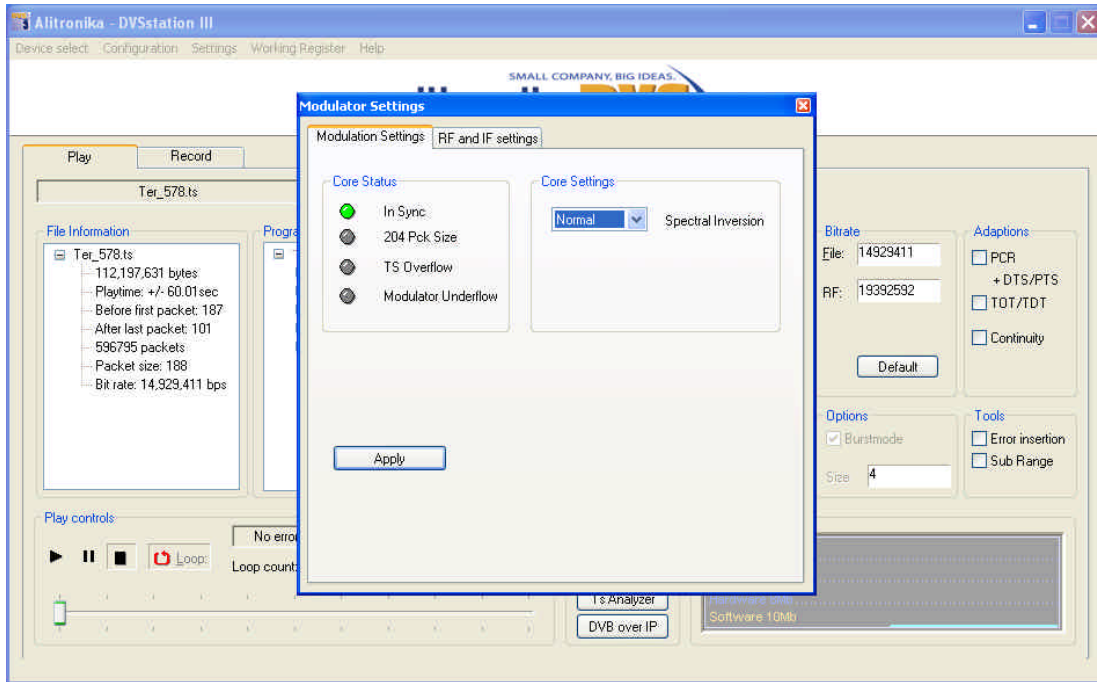 Alitronika - DVSstation III
Device select Configuration Settings Working Register Help
SMALL COMPANY, BIG IDEAS.
Modulator Settings
Modulation Settings
RF and IF settings
Core Status
In Sync
204 Pck Size
TS Overflow
Modulator Underflow
Core Settings
Normal
Spectral Inversion
Apply
Play
Record
Ter_578.ts
File Information
Ter_578.ts
112,197,631 bytes
Playtime: +/- 60.01sec
Before first packet: 187
After last packet: 101
596795 packets
Packet size: 188
Bit rate: 14,929,411 bps
Bitrate
File: 14929411
RF: 19392592
Default
Adaptions
PCR
+ DTS/PTS
TOT/TDT
Continuity
Options
Burstmode
Size 4
Tools
Error insertion
Sub Range
Play controls
Loop:
Loop count:
Ts Analyzer
DVB over IP
Software 10Mb